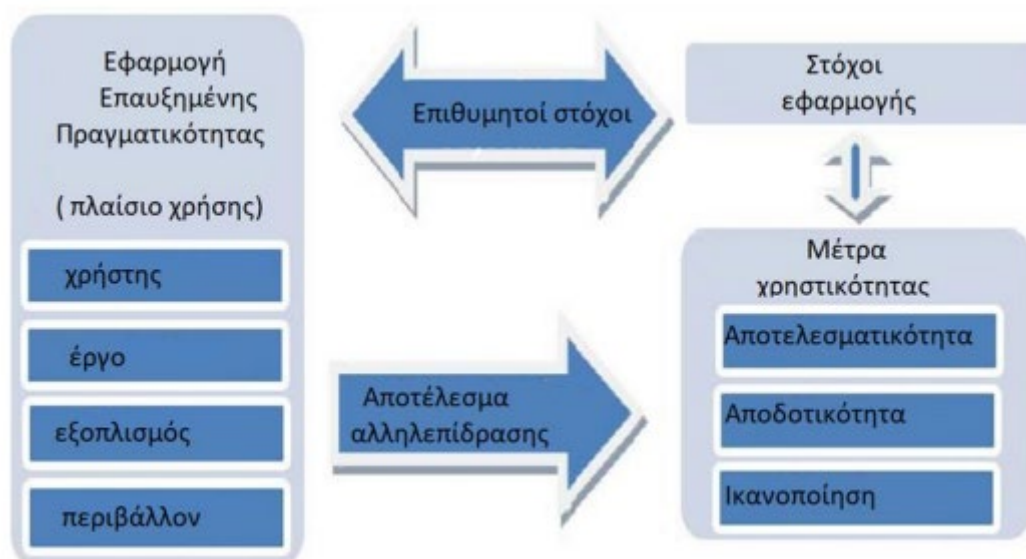 Εφαρμογή
Επαυξημένης
Πραγματικότητας
( πλαίσιο χρήσης)
χρήστης
έργο
εξοπλισμός
περιβάλλον
Επιθυμητοί στόχοι
Αποτέλεσμα
αλληλεπίδρασης
Στόχοι
εφαρμογής
Μέτρα
χρηστικότητας
Αποτελεσματικότητα
Αποδοτικότητα
Ικανοποίηση